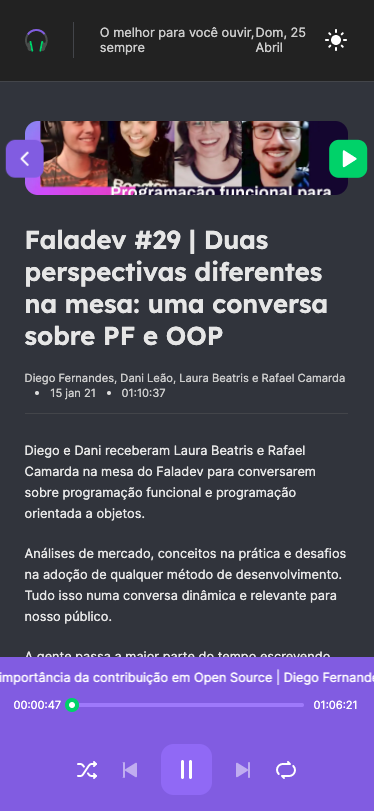 O melhor para você ouvir,
sempre
Dom, 25
Abril
Programação funcional para
Faladev #29 | Duas
perspectivas diferentes
na mesa: uma conversa
sobre PF e OOP
Diego Fernandes, Dani Leão, Laura Beatris e Rafael Camarda
• 15 jan 21 • 01:10:37
Diego e Dani receberam Laura Beatris e Rafael
Camarda na mesa do Faladev para conversarem
sobre programação funcional e programação
orientada a objetos.
Análises de mercado, conceitos na prática e desafios
na adoção de qualquer método de desenvolvimento.
Tudo isso numa conversa dinâmica e relevante para
nosso público.
A gente passa a maior parte do tempo escrevendo
importância da contribuição em Open Source | Diego Fernande
00:00:47
01:06:21